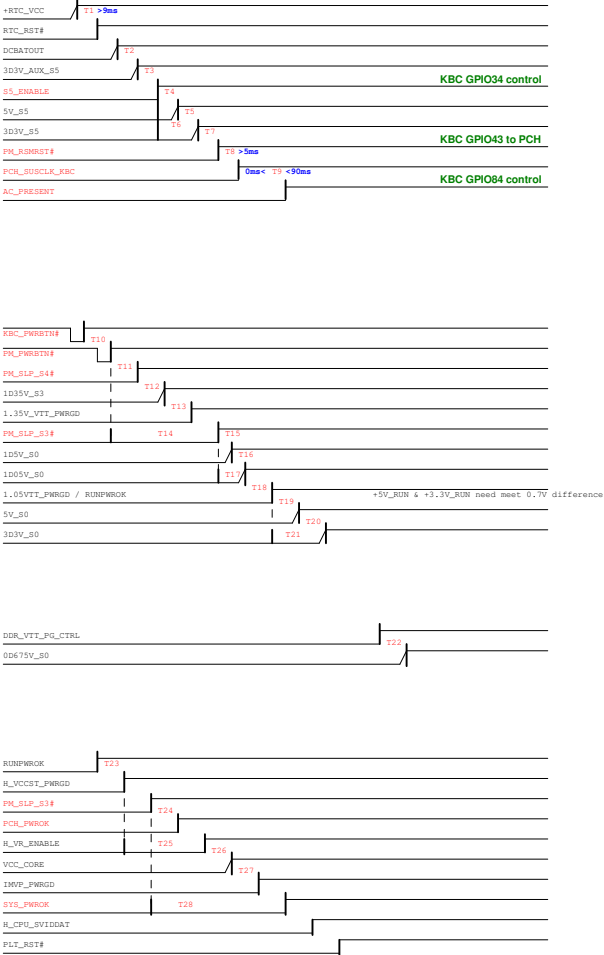 +RTC_VCC T1 >9ms
RTC_RST#
DCBATOUT T2
3D3V_AUX_S5 T3
KBC GPIO34 control
S5_ENABLE T4
5V_S5 T5
T6
3D3V_S5 T7
KBC GPIO43 to PCH
PM_RSMRST# T8 >5ms
PCH_SUSCLK_KBC 0ms< T9 <90ms
KBC GPIO84 control
AC_PRESENT
KBC_PWRBTN# T10
PM_PWRBTN#
PM_SLP_S4# T11
1D35V_S3 T12
1.35V_VTT_PWRGD T13
PM_SLP_S3# T14 T15
1D5V_S0 T16
1D05V_S0 T17
T18
1.05VTT_PWRGD / RUNPWROK +5V_RUN & +3.3V_RUN need meet 0.7V difference
T19
5V_S0 T20
3D3V_S0 T21
DDR_VTT_PG_CTRL T22
0D675V_S0
RUNPWROK T23
H_VCCST_PWRGD
PM_SLP_S3# T24
PCH_PWROK
H_VR_ENABLE T25 T26
VCC_CORE T27
IMVP_PWRGD
SYS_PWROK T28
H_CPU_SVIDDAT
PLT_RST#